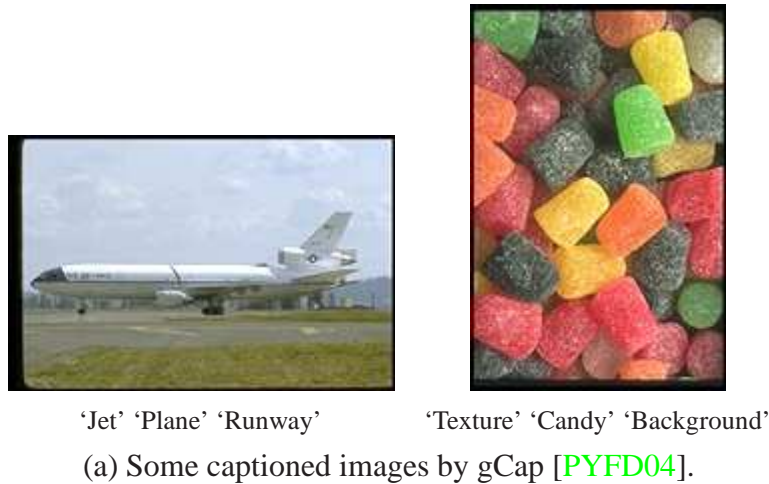 ‘Jet’ ‘Plane’ ‘Runway’
‘Texture’ ‘Candy’ ‘Background’
(a) Some captioned images by gCap [PYFD04].